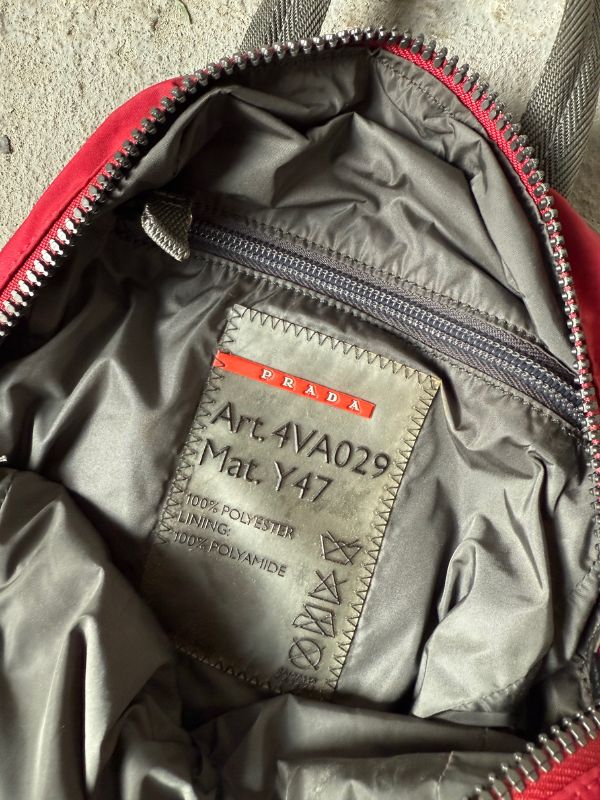 PRADA
Art. 4VA029
Mat. Y47
100% POLYESTER
LINING:
100% POLYAMIDE